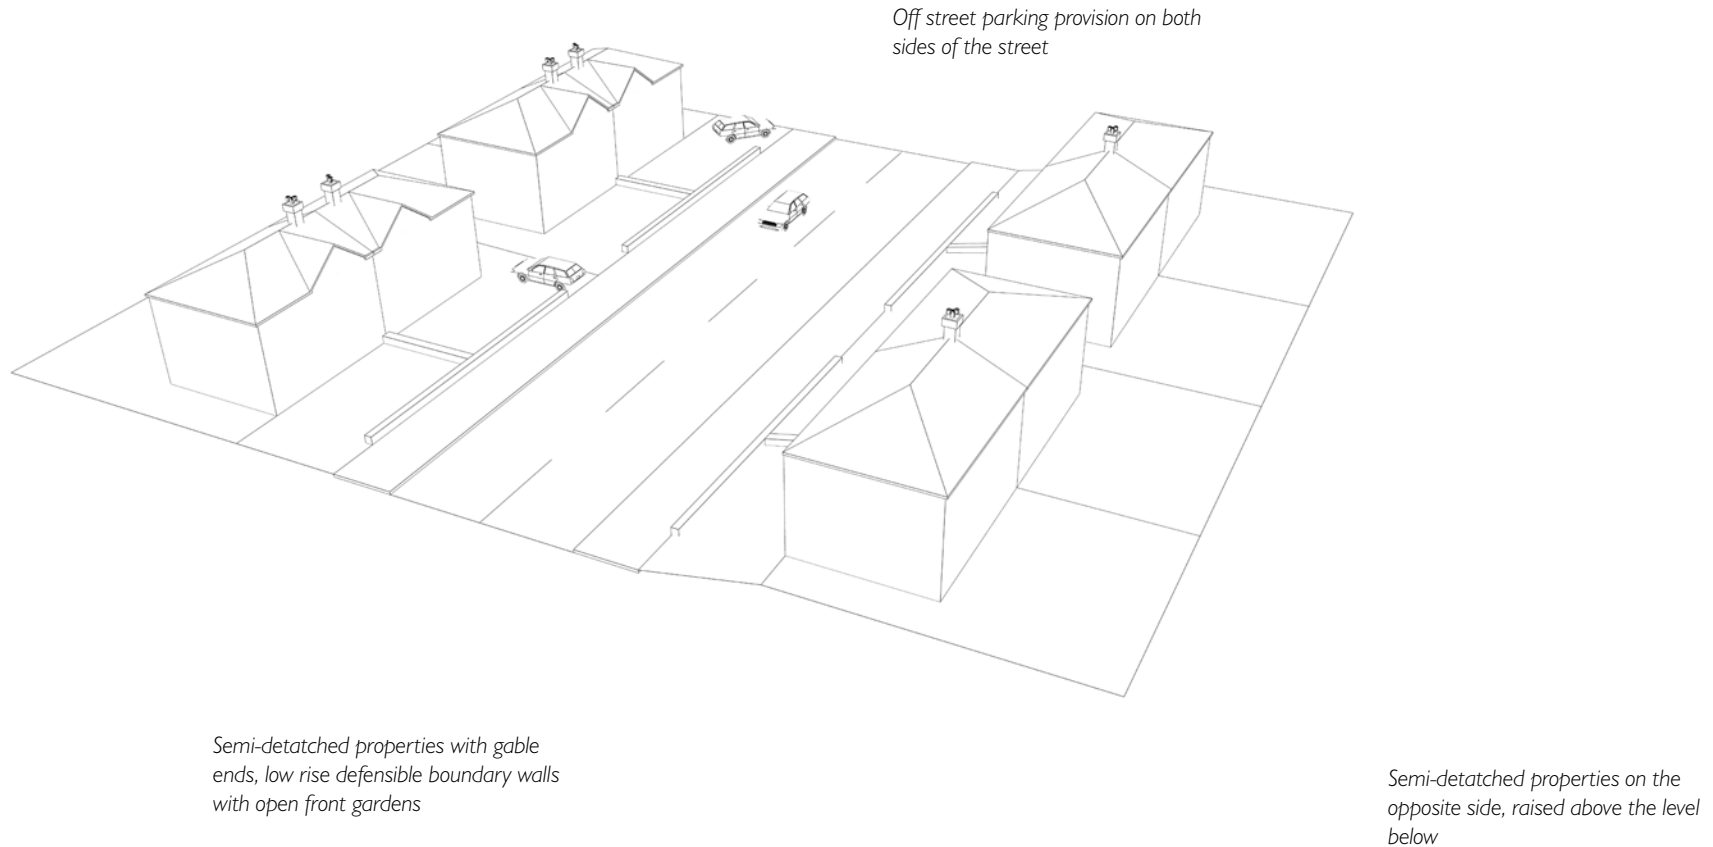 Off street parking provision on both
sides of the street
Semi-detatched properties with gable
ends, low rise defensible boundary walls
with open front gardens
Semi-detatched properties on the
opposite side, raised above the level
below